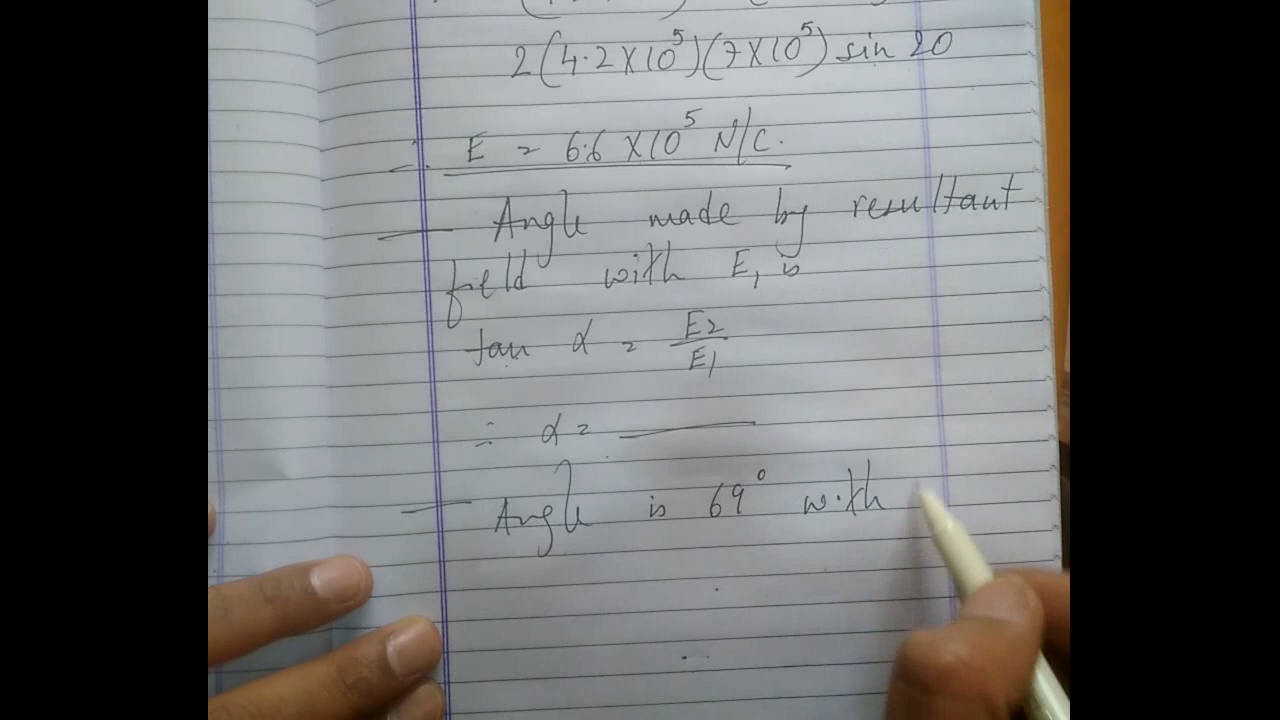 2(4.2×10⁵)(7×10⁵) sin 20
∴ E = 6.6 ×10⁵ N/C.
— Angle made by resultant
field with E₁ is
tan α = E2/E1
∴ α =
— Angle is 69° with